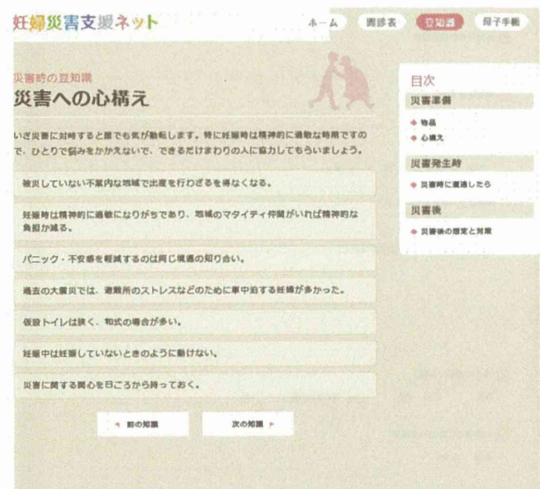 妊婦災害支援ネット
ホーム 問診表 豆知識 母子手帳
災害時の豆知識
災害への心構え
いざ災害に対峙すると誰でも気が動転します。特に妊娠時は精神的に過敏な時期ですの
で、ひとりで悩みをかかえないで、できるだけまわりの人に協力してもらいましょう。
被災していない不案内な地域で出産を行わざるを得なくなる。
妊娠時は精神的に過敏になりがちであり、地域のマタイティ仲間がいれば精神的な
負担か減る。
パニック・不安感を軽減するのは同じ境遇の知り合い。
過去の大震災では、避難所のストレスなどのために車中泊する妊婦が多かった。
仮設トイレは狭く、和式の場合が多い。
妊娠中は妊娠していないときのように動けない。
災害に関する関心を日ごろから持っておく。
前の知識 次の知識
目次
災害準備
物品
心構え
災害発生時
災害時に遭遇したら
災害後
災害後の想定と対策